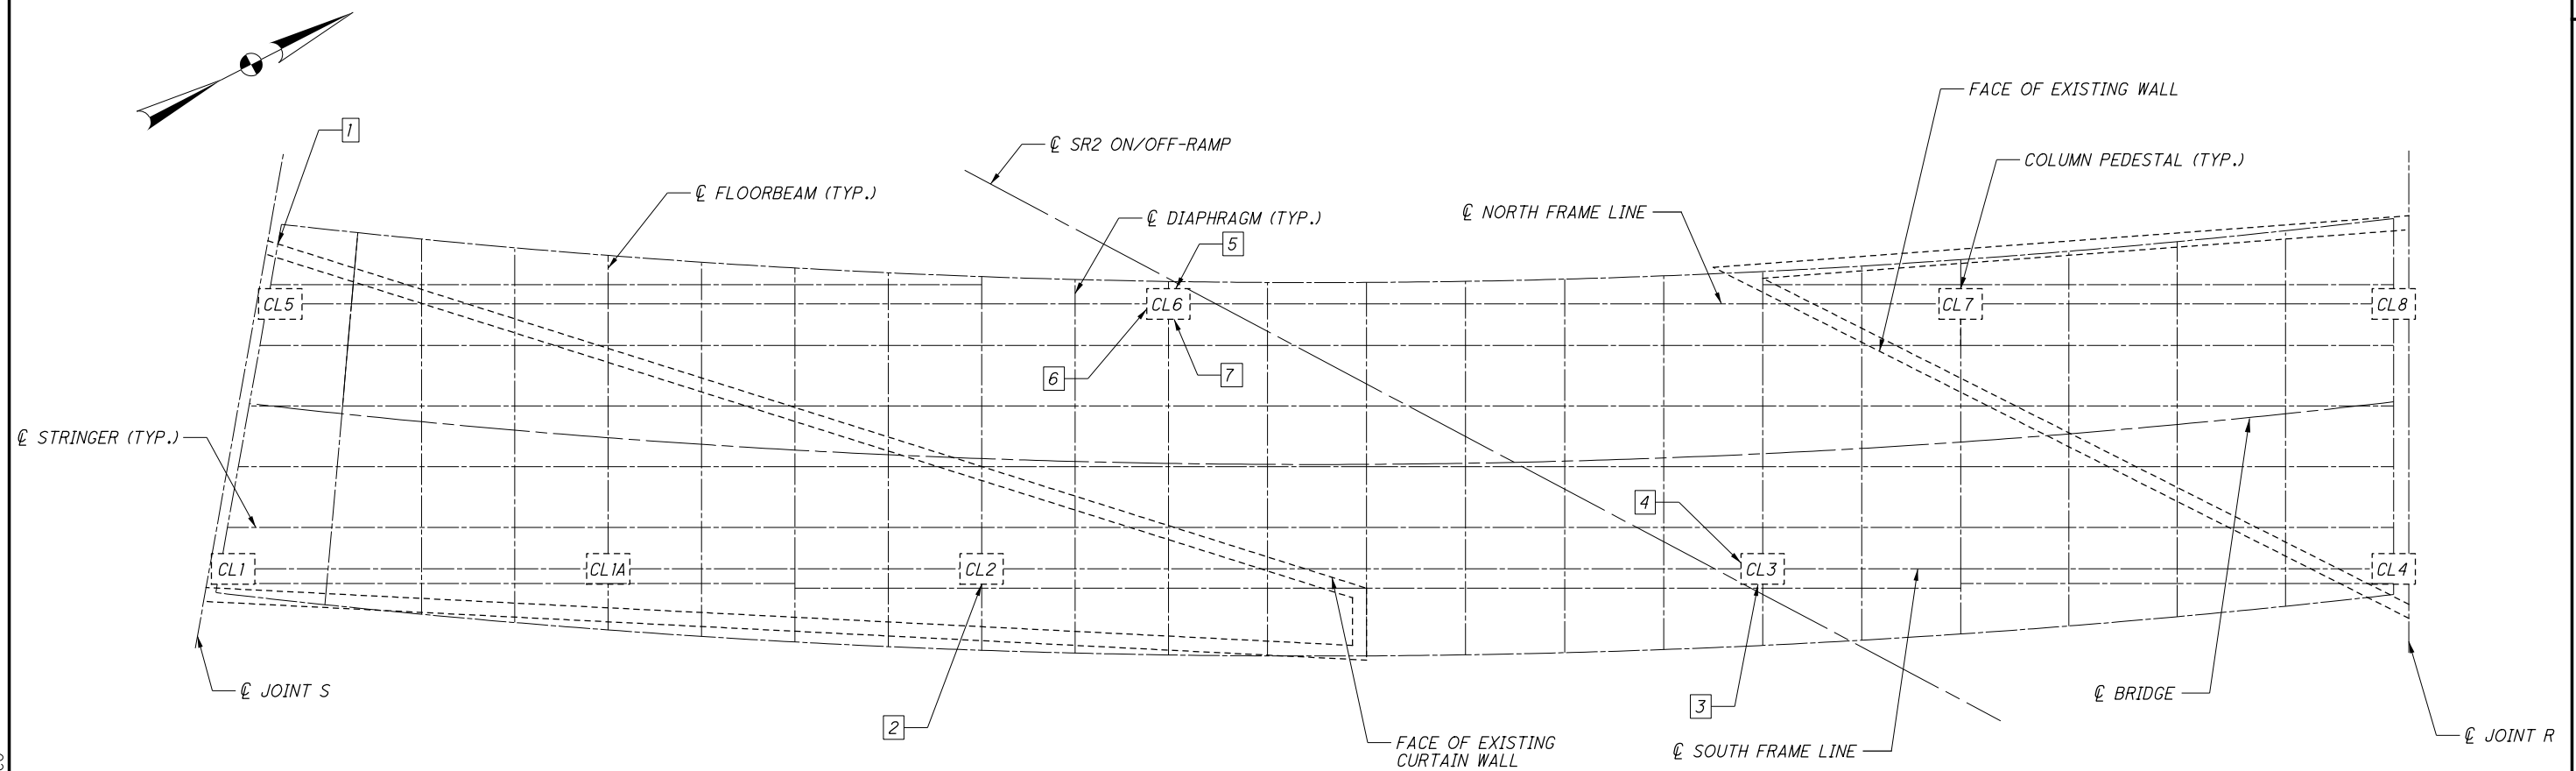 1
FACE OF EXISTING WALL
℄ SR2 ON/OFF-RAMP
COLUMN PEDESTAL (TYP.)
℄ FLOORBEAM (TYP.)
℄ DIAPHRAGM (TYP.)
℄ NORTH FRAME LINE
5
CL5
CL6
CL7
CL8
6
7
℄ STRINGER (TYP.)
4
CL1
CL1A
CL2
CL3
CL4
℄ JOINT S
2
3
℄ BRIDGE
FACE OF EXISTING
CURTAIN WALL
℄ SOUTH FRAME LINE
℄ JOINT R